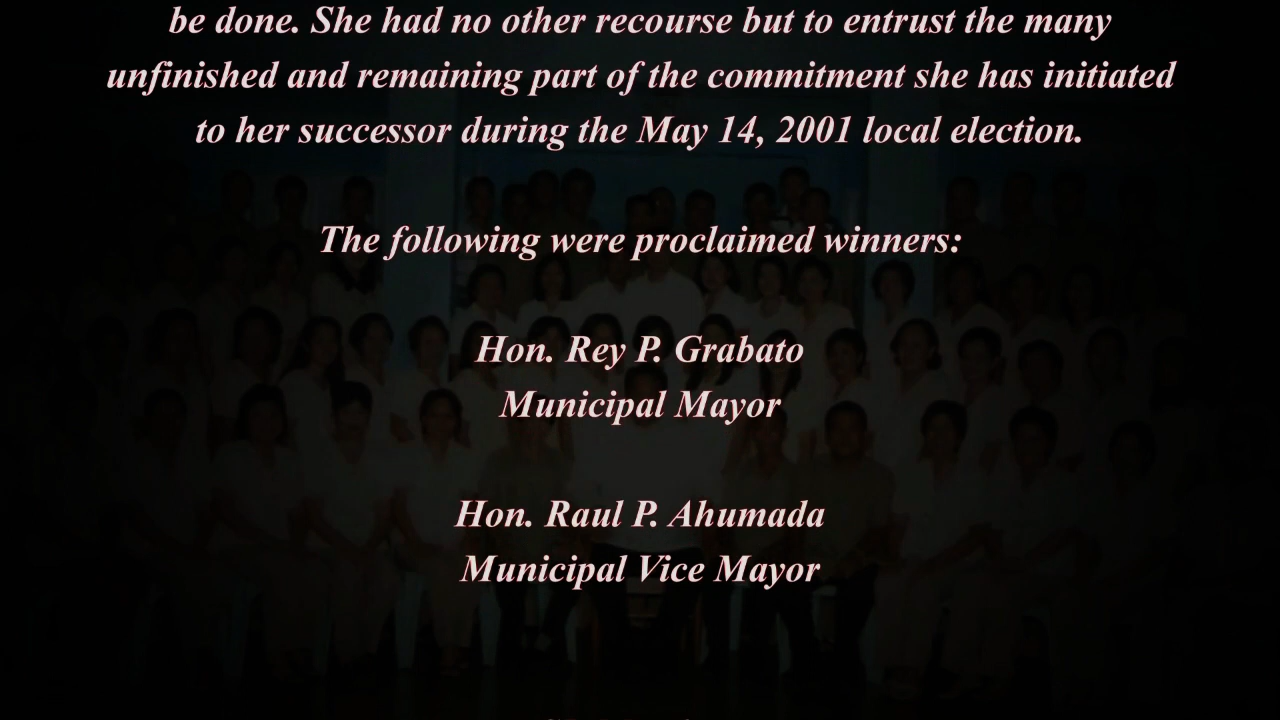 be done. She had no other recourse but to entrust the many
unfinished and remaining part of the commitment she has initiated
to her successor during the May 14, 2001 local election.
The following were proclaimed winners:
Hon. Rey P. Grabato
Municipal Mayor
Hon. Raul P. Ahumada
Municipal Vice Mayor